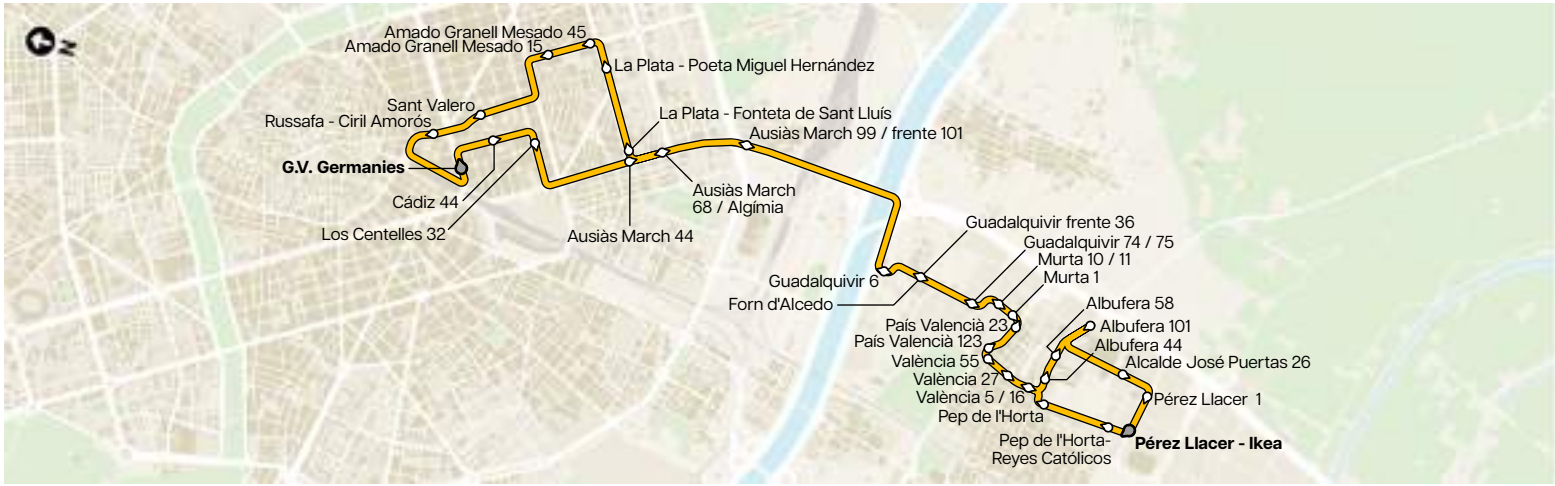 N
Amado Granell Mesado 45
Amado Granell Mesado 15
La Plata - Poeta Miguel Hernández
Sant Valero
Russafa - Ciril Amorós
La Plata - Fonteta de Sant Lluís
Ausiàs March 99 / frente 101
G.V. Germanies
Cádiz 44
Los Centelles 32
Ausiàs March
68 / Algímia
Ausiàs March 44
Guadalquivir frente 36
Guadalquivir 74 / 75
Murta 10 / 11
Murta 1
Guadalquivir 6
Forn d'Alcedo
Albufera 58
País Valencià 23
Albufera 101
País Valencià 123
Albufera 44
València 55
Alcalde José Puertas 26
València 27
València 5 / 16
Pérez Llacer 1
Pep de l'Horta
Pep de l'Horta-
Reyes Católicos
Pérez Llacer - Ikea